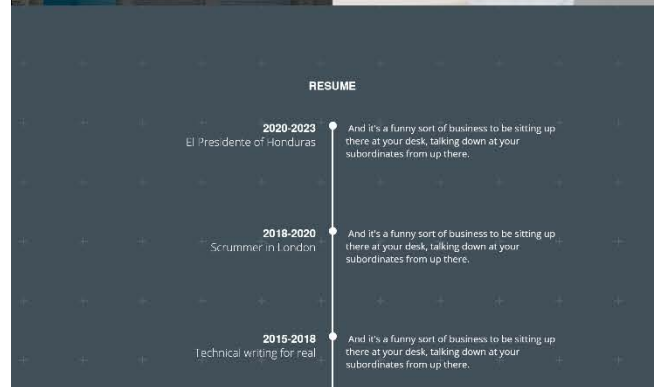 RESUME
2020-2023
El Presidente of Honduras
And it's a funny sort of business to be sitting up
there at your desk, talking down at your
subordinates from up there.
2018-2020
Scrummer in London
And it's a funny sort of business to be sitting up
there at your desk, talking down at your
subordinates from up there.
2015-2018
Technical writing for real
And it's a funny sort of business to be sitting up
there at your desk, talking down at your
subordinates from up there.